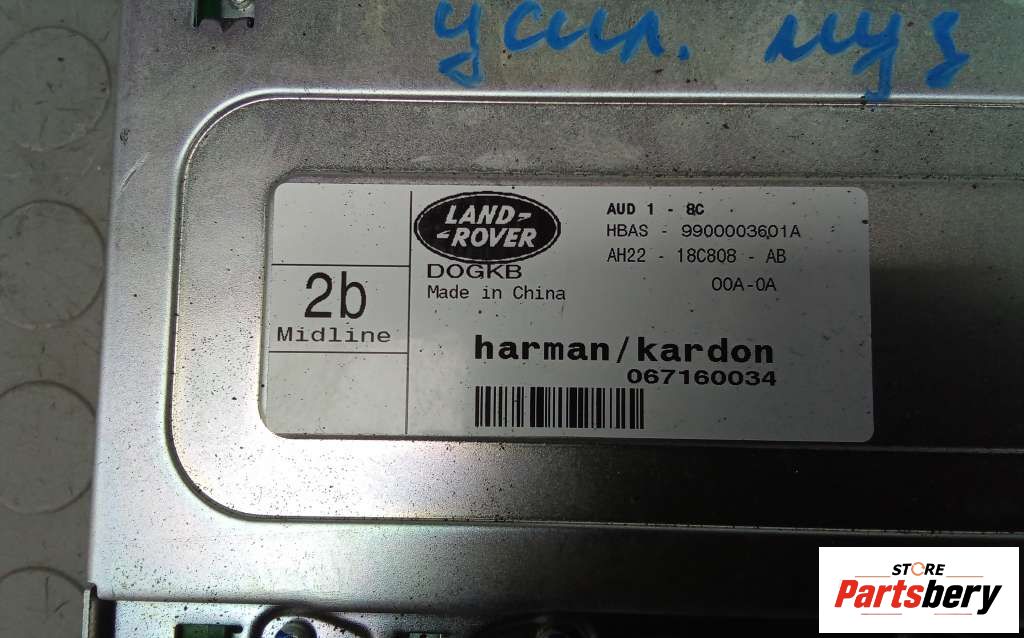 усил. муз
LAND-
-ROVER
DOGKB
Made in China
2b
Midline
AUD 1 - 8C
HBAS - 9900003601A
AH22 - 18C808 - AB
00A-0A
harman/kardon
067160034
STORE
Partsbery